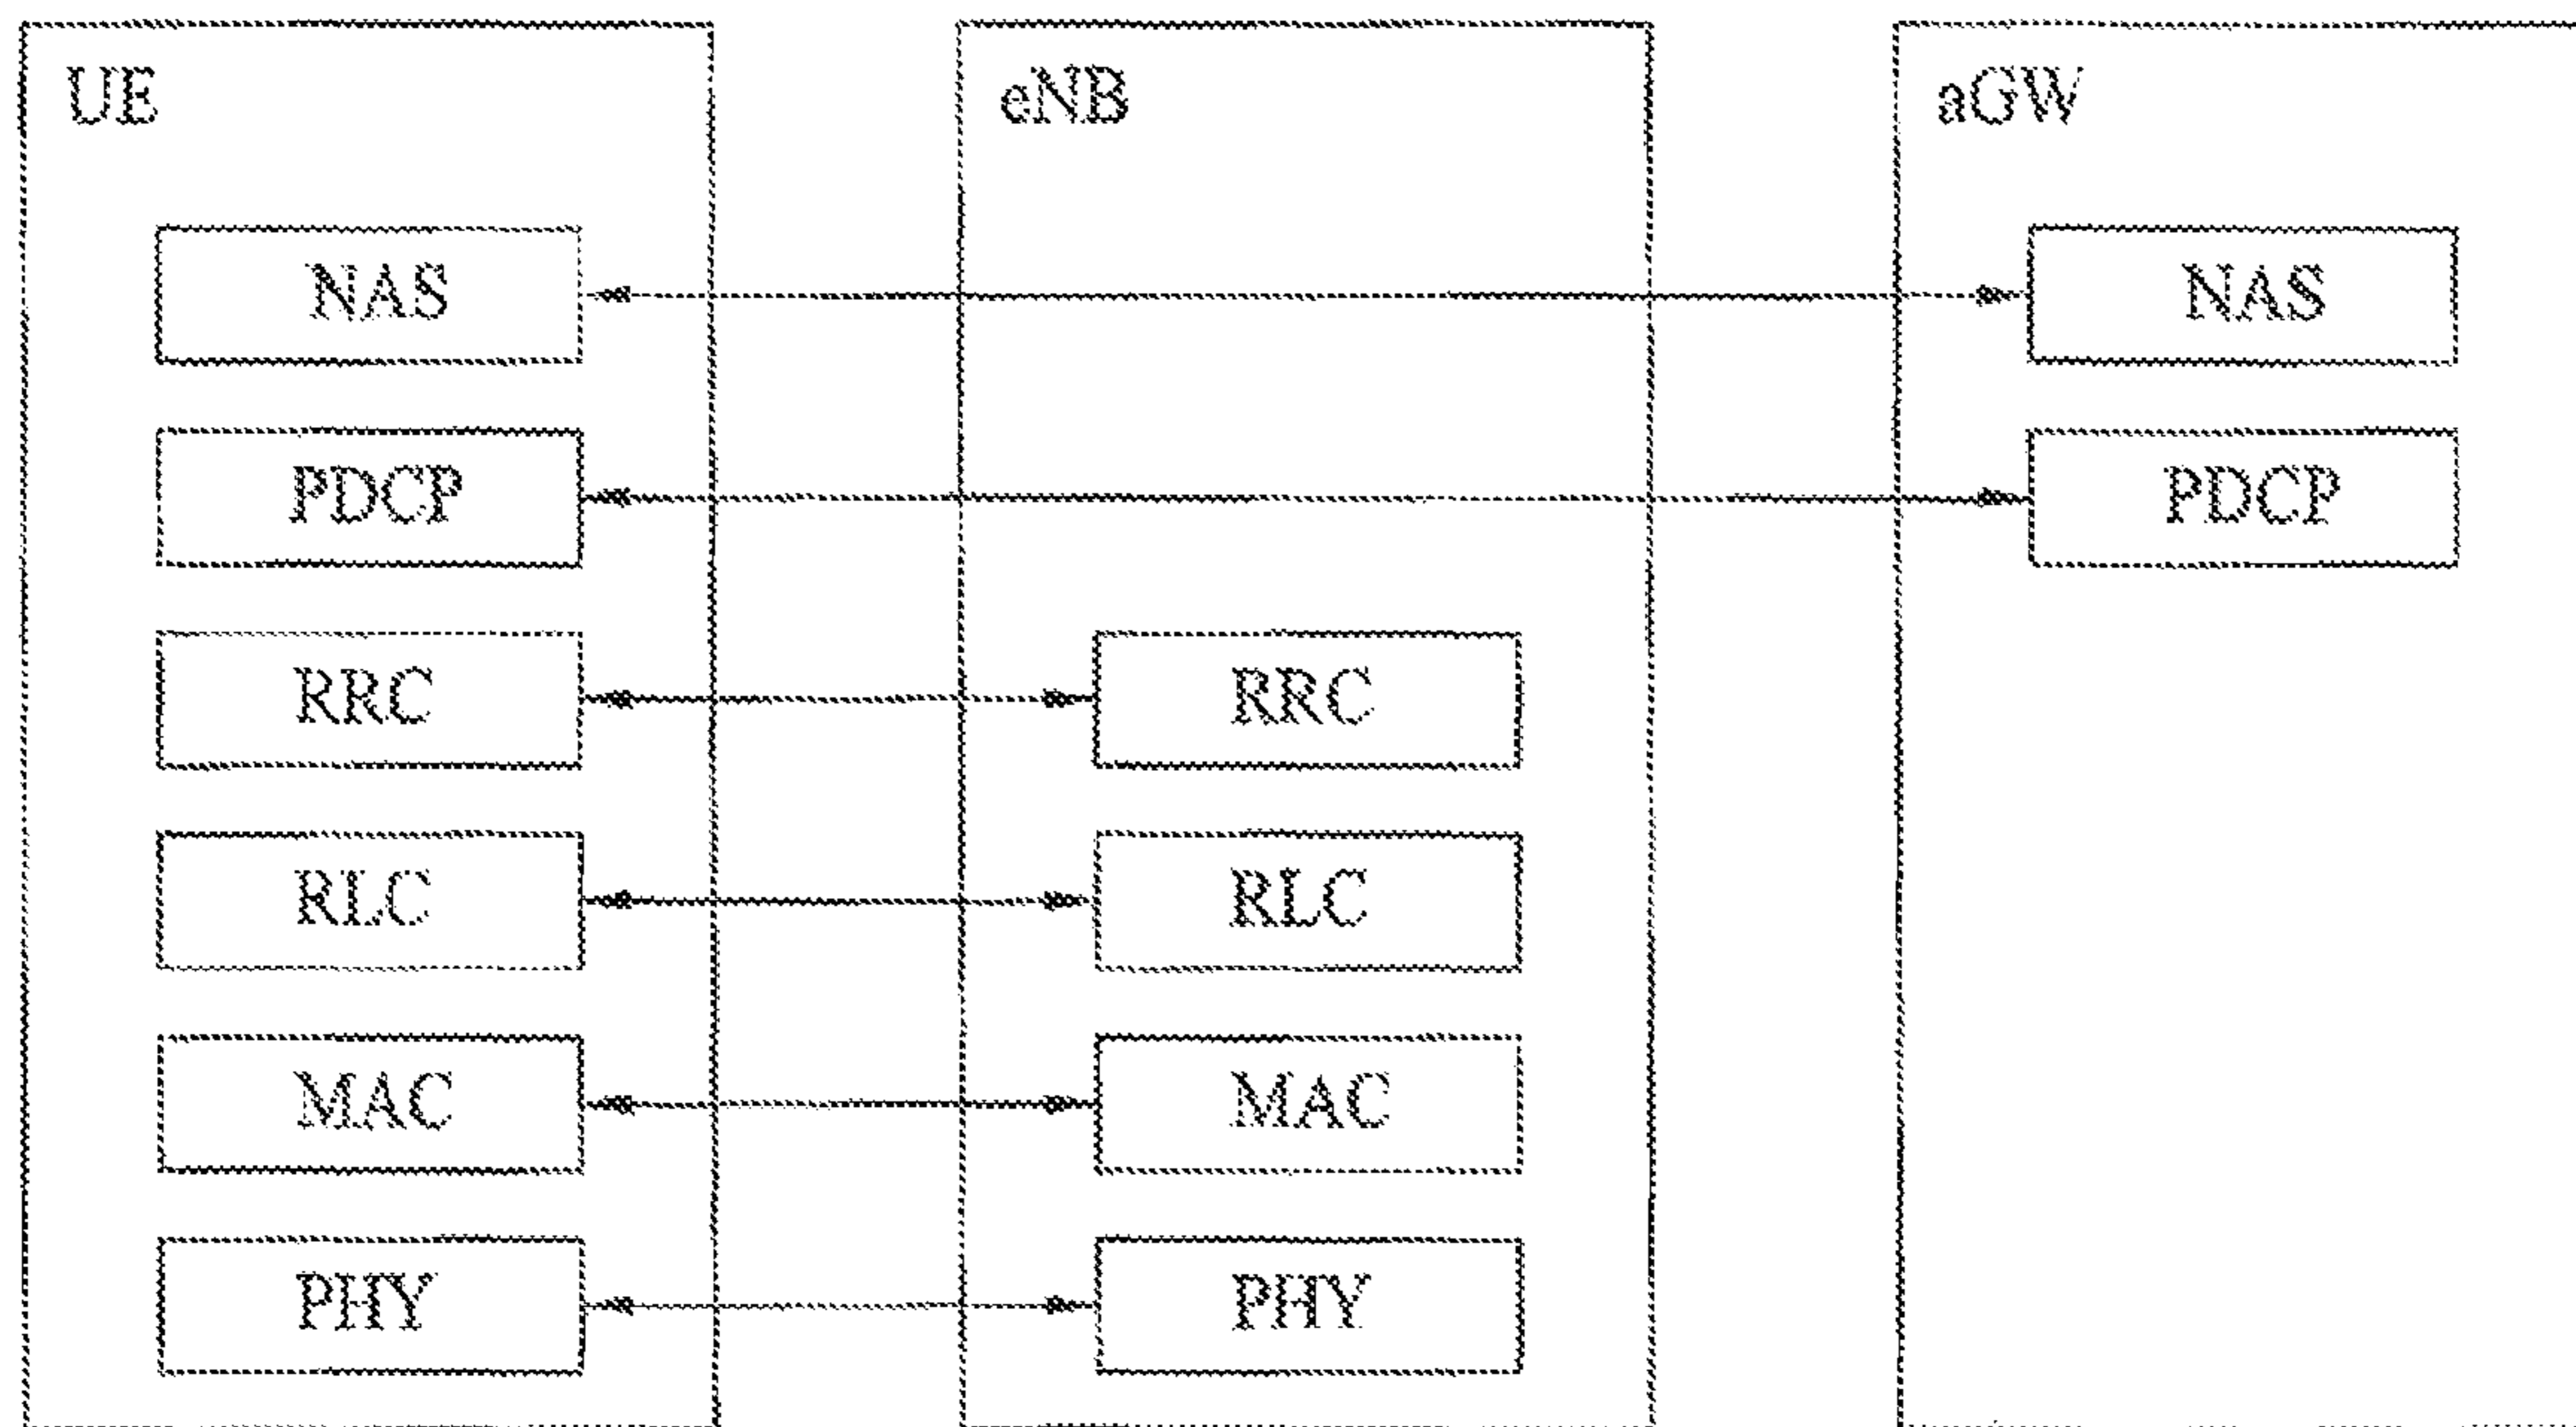 UE eNB aGW
NAS NAS
PDCP PDCP
RRC RRC
RLC RLC
MAC MAC
PHY PHY